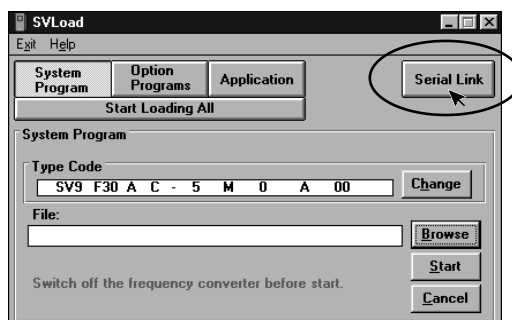 SVLoad
Exit Help
System Program
Option Programs
Application
Serial Link
Start Loading All
System Program
Type Code
SV9 F30 A C - 5 M 0 A 00
Change
File:
Browse
Start
Switch off the frequency converter before start.
Cancel